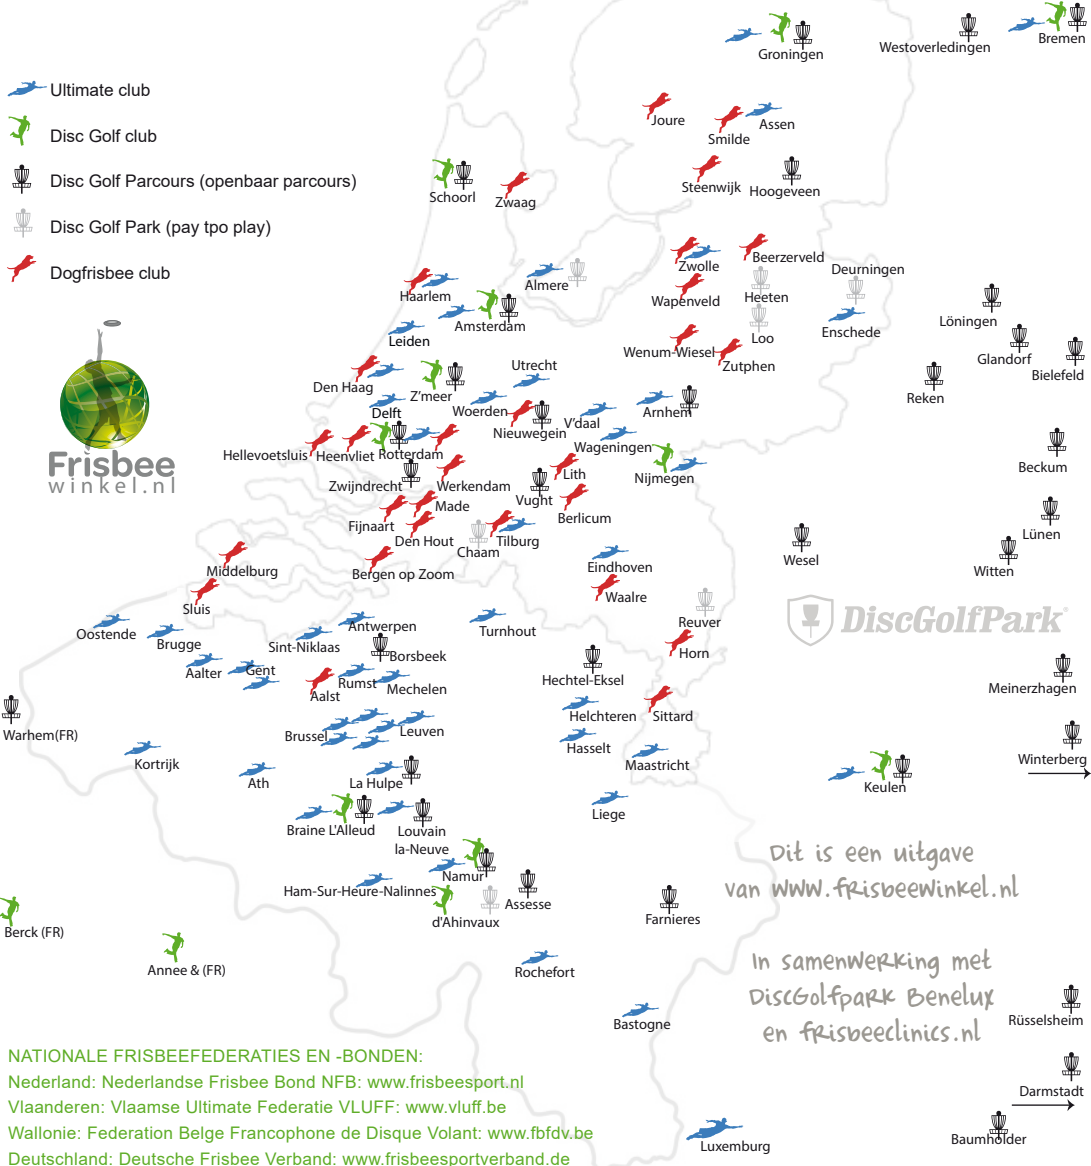 Groningen
Westoverledingen
Bremen
Ultimate club
Disc Golf club
Disc Golf Parcours (openbaar parcours)
Disc Golf Park (pay tpo play)
Dogfrisbee club
Joure
Smilde
Assen
Steenwijk
Hoogeveen
Schoorl
Zwaag
Zwolle
Beerzerveld
Deurningen
Haarlem
Almere
Wapenveld
Heeten
Löningen
Amsterdam
Leiden
Loo
Enschede
Wenum-Wiesel
Zutphen
Glandorf
Bielefeld
Den Haag
Utrecht
Z'meer
Reken
Delft
Woerden
V'daal
Arnhem
Nieuwegein
Wageningen
Hellevoetsluis
Heenvliet
Rotterdam
Beckum
Nijmegen
Zwijndrecht
Werkendam
Lith
Vught
Made
Berlicum
Fijnaart
Den Hout
Tilburg
Chaam
Lünen
Wesel
Witten
Middelburg
Bergen op Zoom
Eindhoven
Waalre
Sluis
Reuver
Frisbee
winkel.nl
DiscGolfPark®
Oostende
Brugge
Sint-Niklaas
Antwerpen
Turnhout
Horn
Borsbeek
Aalter
Gent
Aalst
Rumst
Mechelen
Hechtel-Eksel
Meinerzhagen
Helchteren
Sittard
Warhem(FR)
Brussel
Leuven
Hasselt
Kortrijk
Maastricht
Winterberg
Ath
La Hulpe
Keulen
Braine L'Alleud
Louvain
la-Neuve
Liege
Namur
Ham-Sur-Heure-Nalinnes
Assesse
d'Ahinvaux
Farnieres
Berck (FR)
Annee & (FR)
Rochefort
Bastogne
Dit is een uitgave
van www.frisbeewinkel.nl
In samenwerking met
DiscGolfpark Benelux
en frisbeeclinics.nl
Rüsselsheim
Darmstadt
Baumholder
Luxemburg
NATIONALE FRISBEEFEDERATIES EN -BONDEN:
Nederland: Nederlandse Frisbee Bond NFB: www.frisbeesport.nl
Vlaanderen: Vlaamse Ultimate Federatie VLUFF: www.vluff.be
Wallonie: Federation Belge Francophone de Disque Volant: www.fbfdv.be
Deutschland: Deutsche Frisbee Verband: www.frisbeesportverband.de